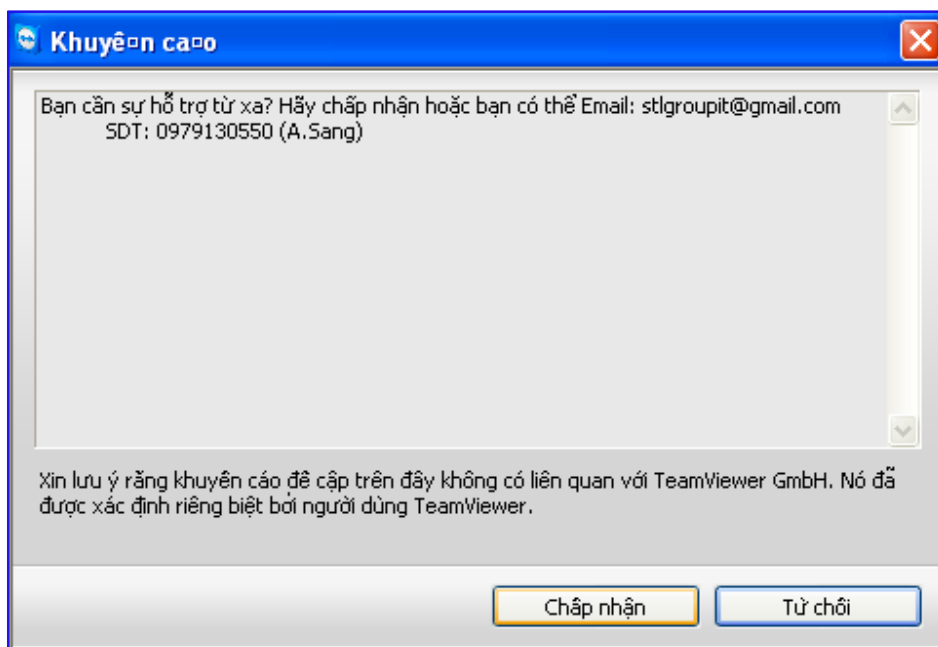 Khuyê¤n ca¤o
Bạn cần sự hỗ trợ từ xa? Hãy chấp nhận hoặc bạn có thể Email: stlgroupit@gmail.com
SDT: 0979130550 (A.Sang)
Xin lưu ý rằng khuyến cáo đề cập trên đây không có liên quan với TeamViewer GmbH. Nó đã
được xác định riêng biệt bởi người dùng TeamViewer.
Chấp nhận
Từ chối